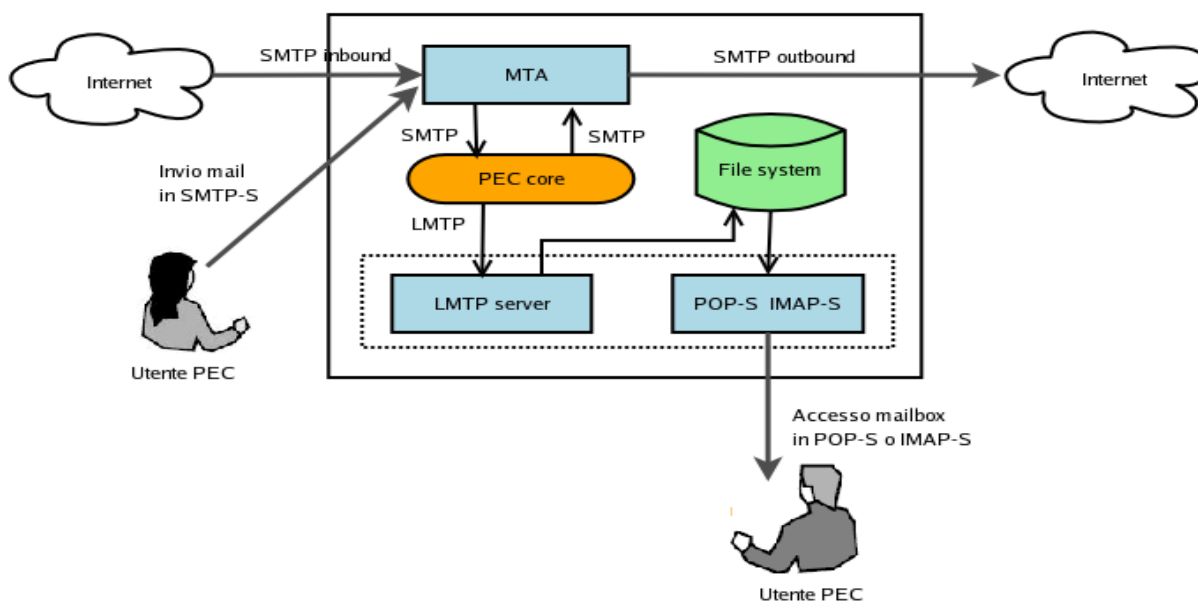 SMTP inbound
SMTP outbound
Internet
MTA
Internet
SMTP
SMTP
Invio mail
in SMTP-S
PEC core
File system
LMTP
LMTP server
POP-S IMAP-S
Utente PEC
Accesso mailbox
in POP-S o IMAP-S
Utente PEC